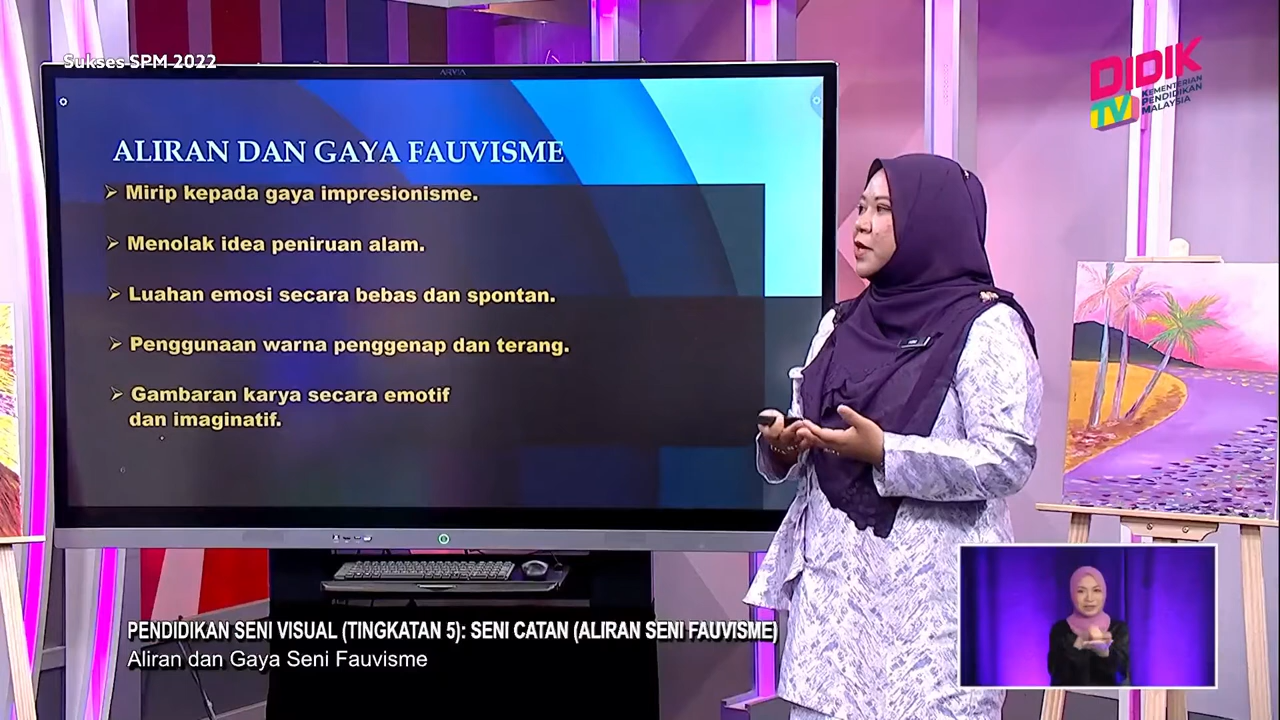 Sukses SPM 2022
DIDIK
TV
KEMENTERIAN
PENDIDIKAN
MALAYSIA
ALIRAN DAN GAYA FAUVISME
➢ Mirip kepada gaya impresionisme.
➢ Menolak idea peniruan alam.
➢ Luahan emosi secara bebas dan spontan.
➢ Penggunaan warna penggenap dan terang.
➢ Gambaran karya secara emotif
dan imaginatif.
PENDIDIKAN SENI VISUAL (TINGKATAN 5): SENI CATAN (ALIRAN SENI FAUVISME)
Aliran dan Gaya Seni Fauvisme